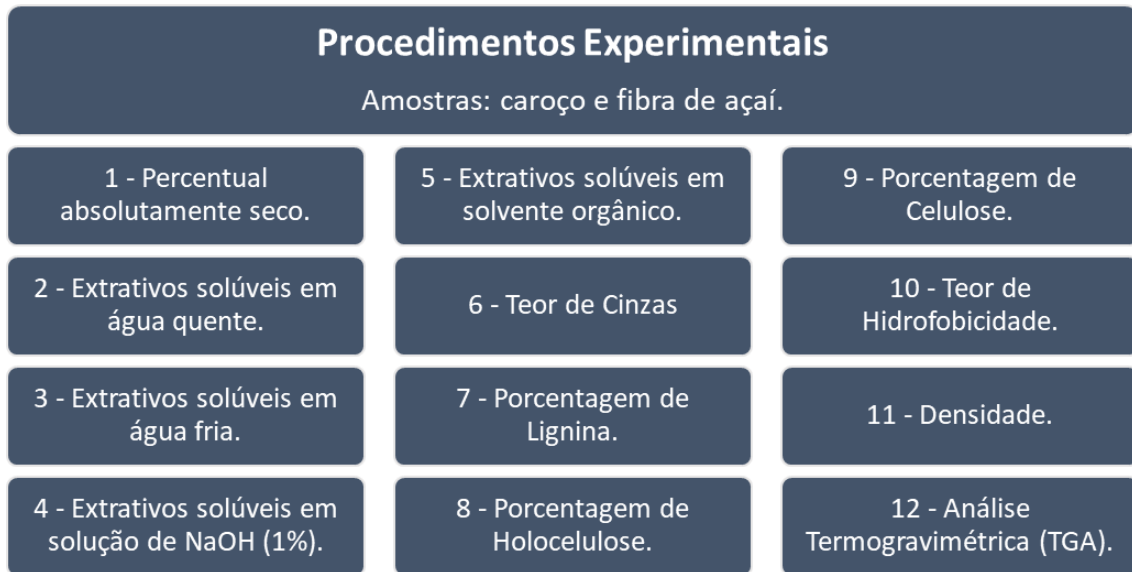 Procedimentos Experimentais
Amostras: caroço e fibra de açaí.
1 - Percentual
absolutamente seco.
2 - Extrativos solúveis em
água quente.
3 - Extrativos solúveis em
água fria.
4 - Extrativos solúveis em
solução de NaOH (1%).
5 - Extrativos solúveis em
solvente orgânico.
6 - Teor de Cinzas
7 - Porcentagem de
Lignina.
8 - Porcentagem de
Holocelulose.
9 - Porcentagem de
Celulose.
10 - Teor de
Hidrofobicidade.
11 - Densidade.
12 - Análise
Termogravimétrica (TGA).